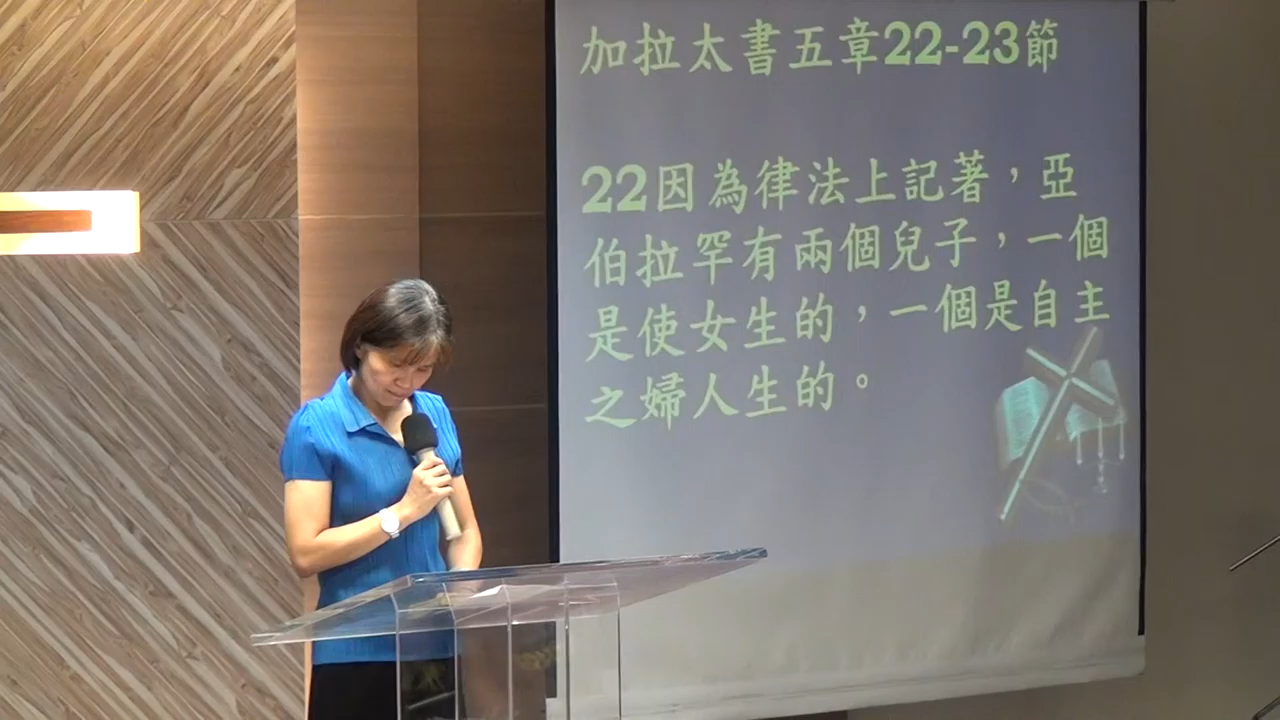 加拉太書五章22-23節
22因為律法上記著，亞
伯拉罕有兩個兒子，一個
是使女生的，一個是自主
之婦人生的。